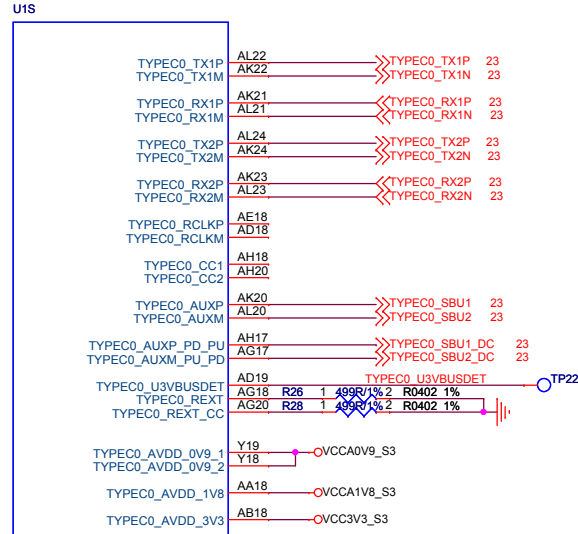 U1S
TYPEC0_TX1P AL22 TYPEC0_TX1P 23
TYPEC0_TX1M AK22 TYPEC0_TX1N 23
TYPEC0_RX1P AK21 TYPEC0_RX1P 23
TYPEC0_RX1M AL21 TYPEC0_RX1N 23
TYPEC0_TX2P AL24 TYPEC0_TX2P 23
TYPEC0_TX2M AK24 TYPEC0_TX2N 23
TYPEC0_RX2P AK23 TYPEC0_RX2P 23
TYPEC0_RX2M AL23 TYPEC0_RX2N 23
TYPEC0_RCLKP AE18
TYPEC0_RCLKM AD18
TYPEC0_CC1 AH18
TYPEC0_CC2 AH20
TYPEC0_AUXP AK20 TYPEC0_SBU1 23
TYPEC0_AUXM AL20 TYPEC0_SBU2 23
TYPEC0_AUXP_PD_PU AH17 TYPEC0_SBU1_DC 23
TYPEC0_AUXM_PU_PD AG17 TYPEC0_SBU2_DC 23
TYPEC0_U3VBUSDET AD19 TYPEC0_U3VBUSDET TP22
TYPEC0_REXT AG18 R26 1 499R/1% 2 R0402 1%
TYPEC0_REXT_CC AG20 R28 1 499R/1% 2 R0402 1%
TYPEC0_AVDD_0V9_1 Y19 VCCA0V9_S3
TYPEC0_AVDD_0V9_2 Y18
TYPEC0_AVDD_1V8 AA18 VCCA1V8_S3
TYPEC0_AVDD_3V3 AB18 VCC3V3_S3